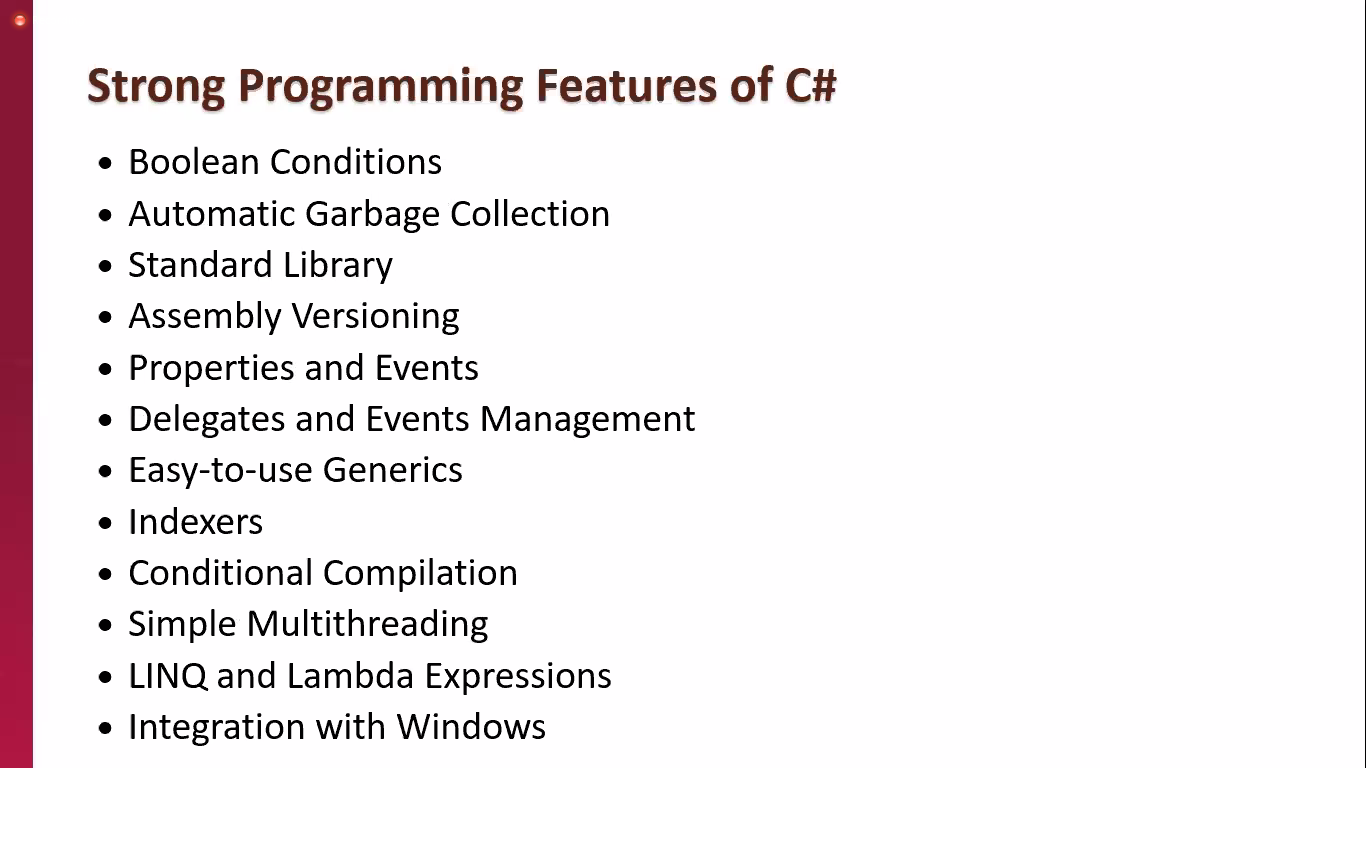 Strong Programming Features of C#
• Boolean Conditions
• Automatic Garbage Collection
• Standard Library
• Assembly Versioning
• Properties and Events
• Delegates and Events Management
• Easy-to-use Generics
• Indexers
• Conditional Compilation
• Simple Multithreading
• LINQ and Lambda Expressions
• Integration with Windows